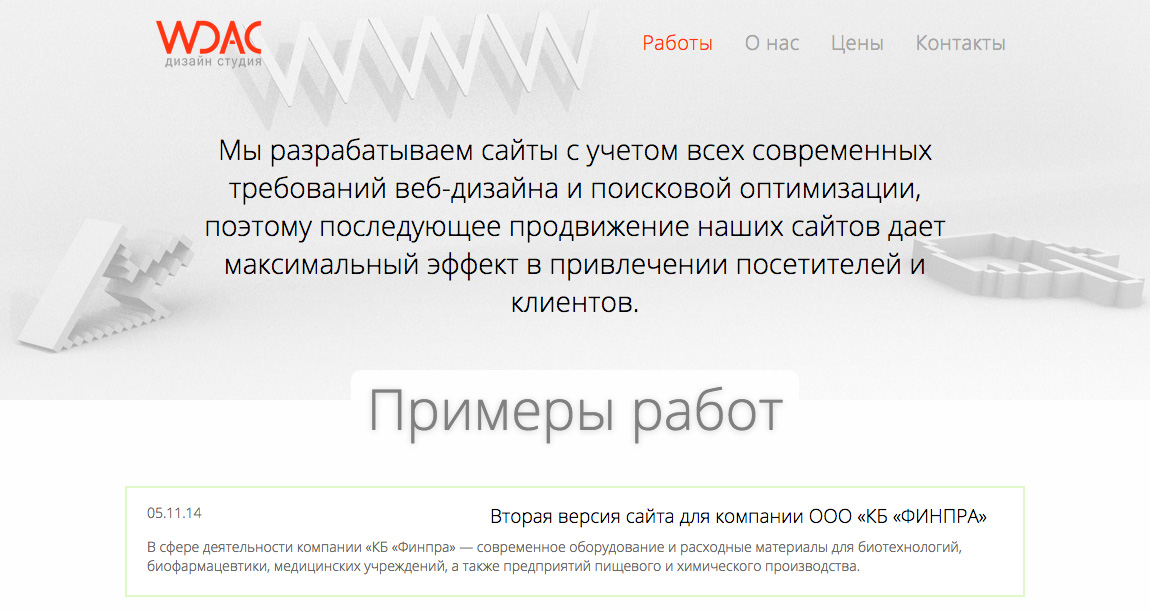 WDAC
дизайн студия
Работы О нас Цены Контакты
WWWW
Мы разрабатываем сайты с учетом всех современных
требований веб-дизайна и поисковой оптимизации,
поэтому последующее продвижение наших сайтов дает
максимальный эффект в привлечении посетителей и
клиентов.
Примеры работ
05.11.14 Вторая версия сайта для компании ООО «КБ «ФИНПРА»
В сфере деятельности компании «КБ «Финпра» — современное оборудование и расходные материалы для биотехнологий,
биофармацевтики, медицинских учреждений, а также предприятий пищевого и химического производства.